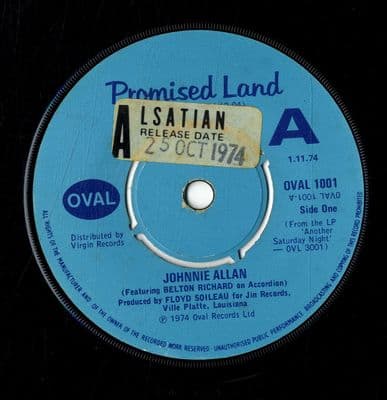 Promised Land
A
LSATIAN
RELEASE DATE
25 OCT 1974
A
1.11.74
OVAL 1001
OVAL 1001-A
Side One
(From the LP
'Another
Saturday Night'
— OVL 3001)
OVAL
Distributed by
Virgin Records
JOHNNIE ALLAN
(Featuring BELTON RICHARD on Accordion)
Produced by FLOYD SOILEAU for Jin Records,
Ville Platte, Louisiana
℗ 1974 Oval Records Ltd
ALL RIGHTS OF THE MANUFACTURER AND OF THE OWNER OF THE RECORDED WORK RESERVED · UNAUTHORISED PUBLIC PERFORMANCE, BROADCASTING AND COPYING OF THIS RECORD PROHIBITED